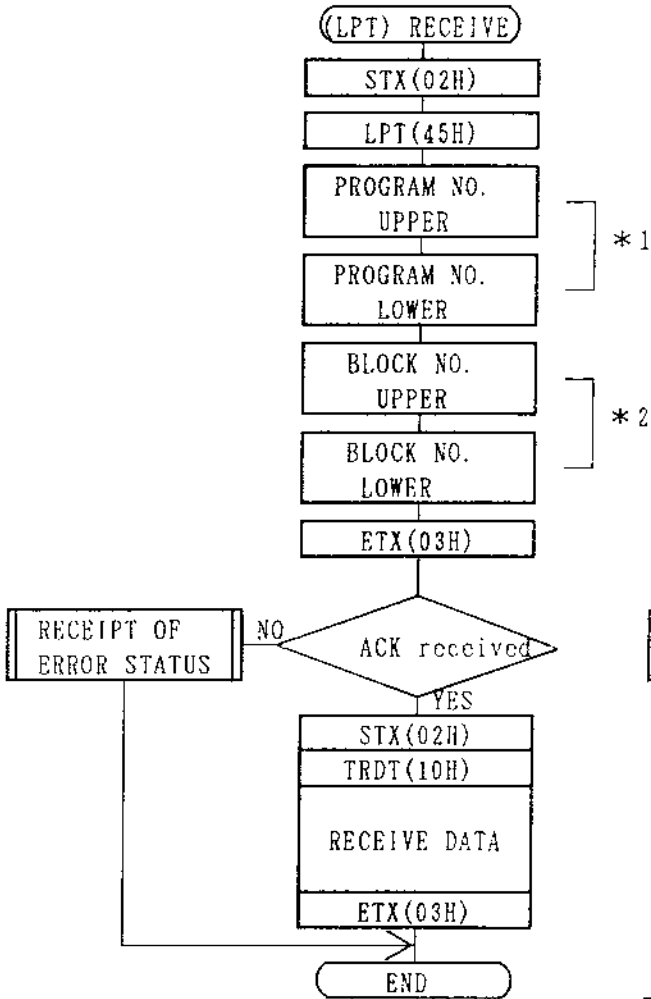 (LPT) RECEIVE
STX(02H)
LPT(45H)
PROGRAM NO.
UPPER
*1
PROGRAM NO.
LOWER
BLOCK NO.
UPPER
*2
BLOCK NO.
LOWER
ETX(03H)
RECEIPT OF
ERROR STATUS
NO
ACK received
YES
STX(02H)
TRDT(10H)
RECEIVE DATA
ETX(03H)
END